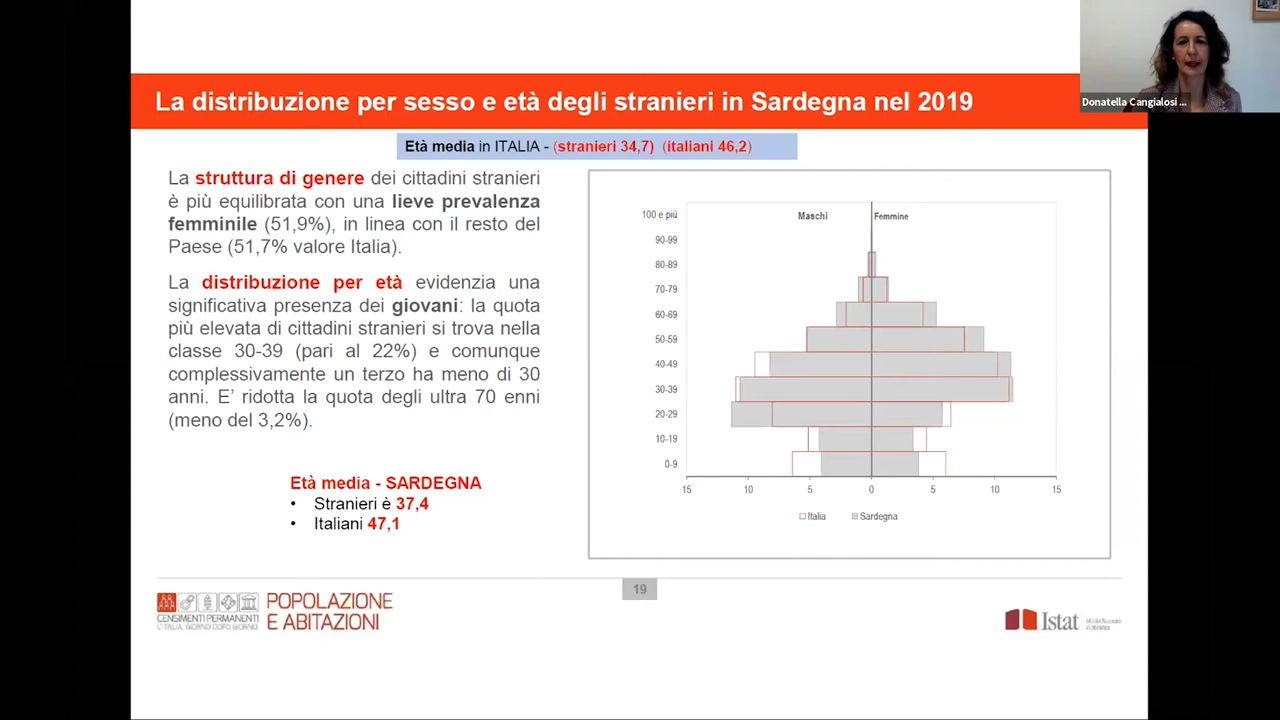 La distribuzione per sesso e età degli stranieri in Sardegna nel 2019
Donatella Cangialosi ...
Età media in ITALIA - (stranieri 34,7) (italiani 46,2)
La struttura di genere dei cittadini stranieri
è più equilibrata con una lieve prevalenza
femminile (51,9%), in linea con il resto del
Paese (51,7% valore Italia).
La distribuzione per età evidenzia una
significativa presenza dei giovani: la quota
più elevata di cittadini stranieri si trova nella
classe 30-39 (pari al 22%) e comunque
complessivamente un terzo ha meno di 30
anni. E' ridotta la quota degli ultra 70 enni
(meno del 3,2%).
Età media - SARDEGNA
• Stranieri è 37,4
• Italiani 47,1
Maschi Femmine
100 e più
90-99
80-89
70-79
60-69
50-59
40-49
30-39
20-29
10-19
0-9
15 10 5 0 5 10 15
Italia Sardegna
19
CENSIMENTI PERMANENTI
L'ITALIA, GIORNO DOPO GIORNO
POPOLAZIONE
E ABITAZIONI
Istat